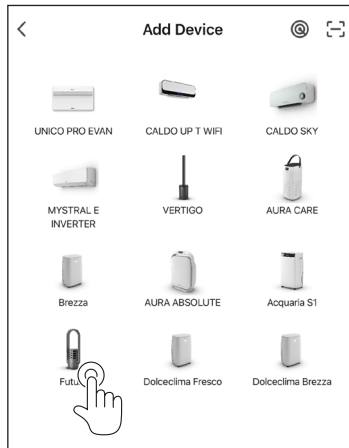 Add Device
UNICO PRO EVAN
CALDO UP T WIFI
CALDO SKY
MYSTRAL E
INVERTER
VERTIGO
AURA CARE
Brezza
AURA ABSOLUTE
Acquaria S1
Dolceclima Fresco
Dolceclima Brezza